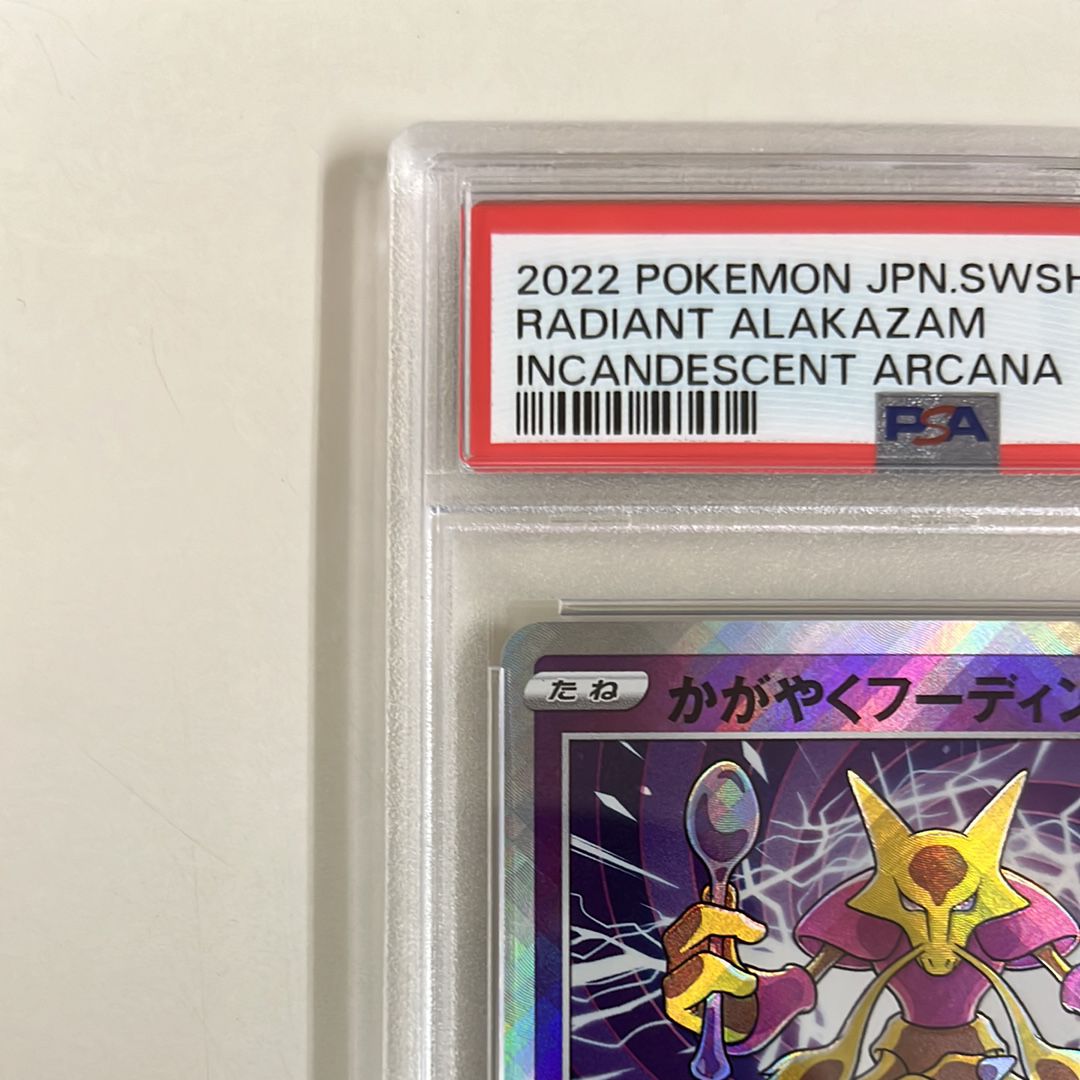 2022 POKEMON JPN.SWSH
RADIANT ALAKAZAM
INCANDESCENT ARCANA
PSA
たね
かがやくフーディン